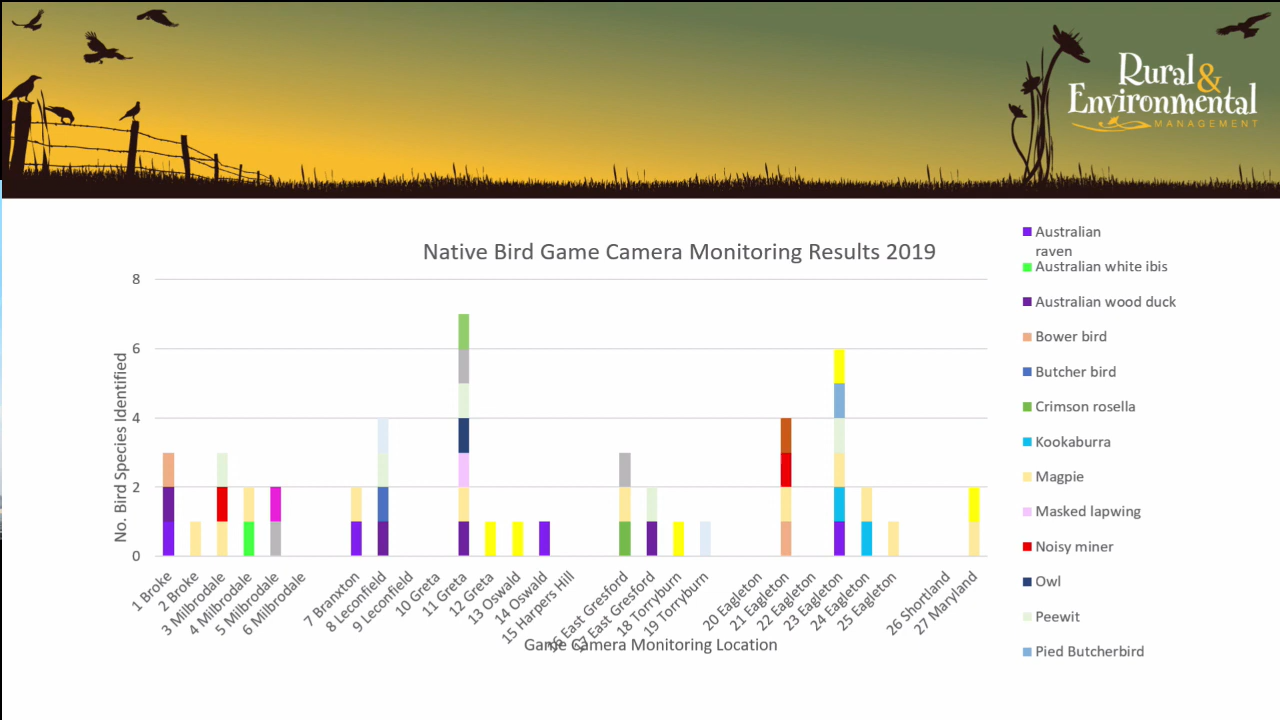 Rural &
Environmental
MANAGEMENT
Native Bird Game Camera Monitoring Results 2019
No. Bird Species Identified
8
6
4
2
0
1 Broke
2 Broke
3 Milbrodale
4 Milbrodale
5 Milbrodale
6 Milbrodale
7 Branxton
8 Leconfield
9 Leconfield
10 Greta
11 Greta
12 Greta
13 Oswald
14 Oswald
15 Harpers Hill
16 East Gresford
17 East Gresford
18 Torryburn
19 Torryburn
20 Eagleton
21 Eagleton
22 Eagleton
23 Eagleton
24 Eagleton
25 Eagleton
26 Shortland
27 Maryland
Game Camera Monitoring Location
Australian
raven
Australian white ibis
Australian wood duck
Bower bird
Butcher bird
Crimson rosella
Kookaburra
Magpie
Masked lapwing
Noisy miner
Owl
Peewit
Pied Butcherbird